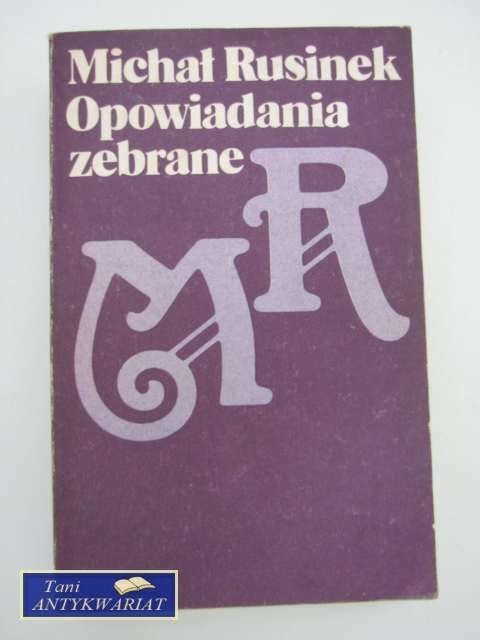 Michał Rusinek
Opowiadania
zebrane
MR
Tani
ANTYKWARIAT